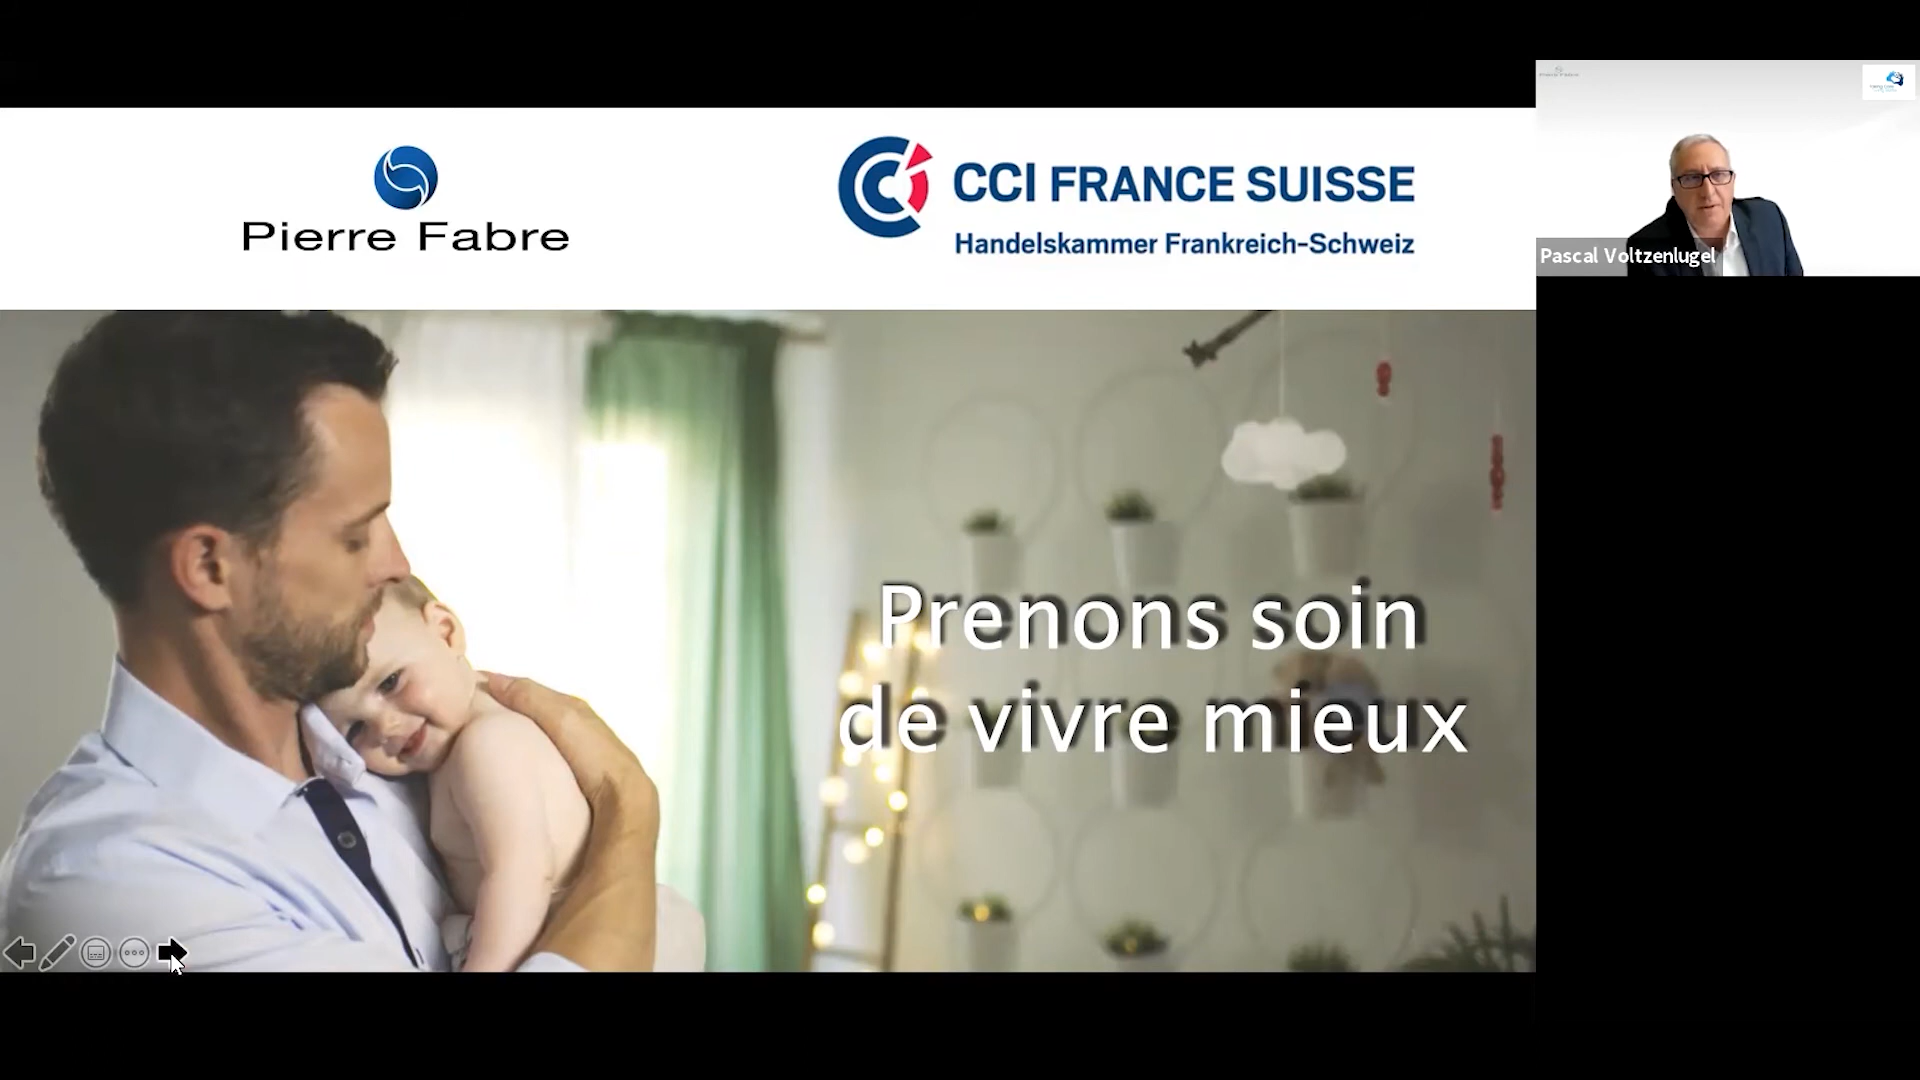 Pierre Fabre
CCI FRANCE SUISSE
Handelskammer Frankreich-Schweiz
Pascal Voltzenlugel
Prenons soin
de vivre mieux